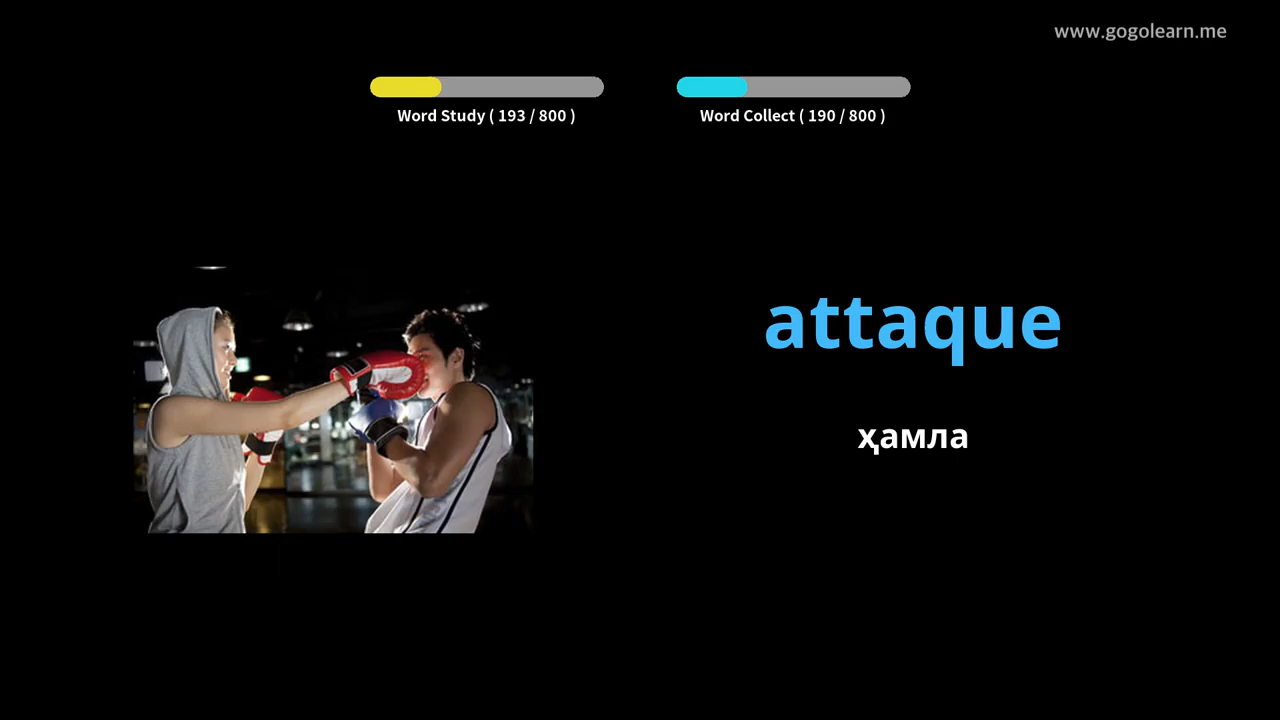 www.gogolearn.me
Word Study ( 193 / 800 )
Word Collect ( 190 / 800 )
attaque
ҳамла